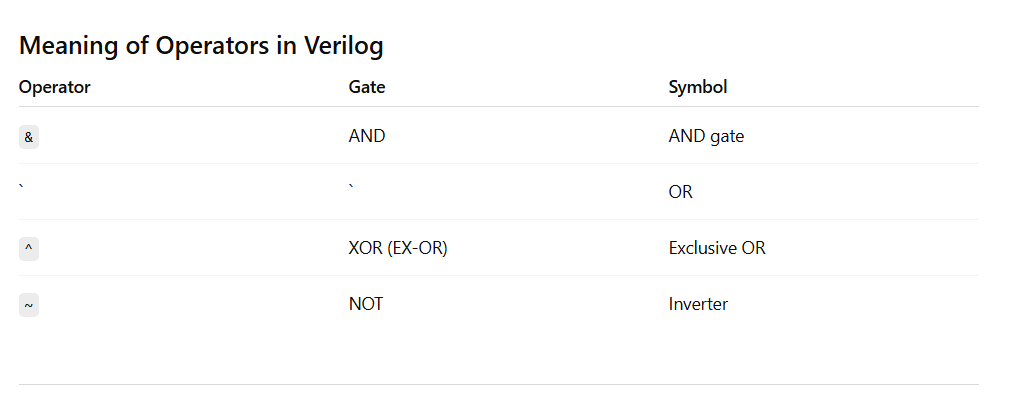 Meaning of Operators in Verilog
Operator Gate Symbol
& AND AND gate
` ` OR
^ XOR (EX-OR) Exclusive OR
~ NOT Inverter